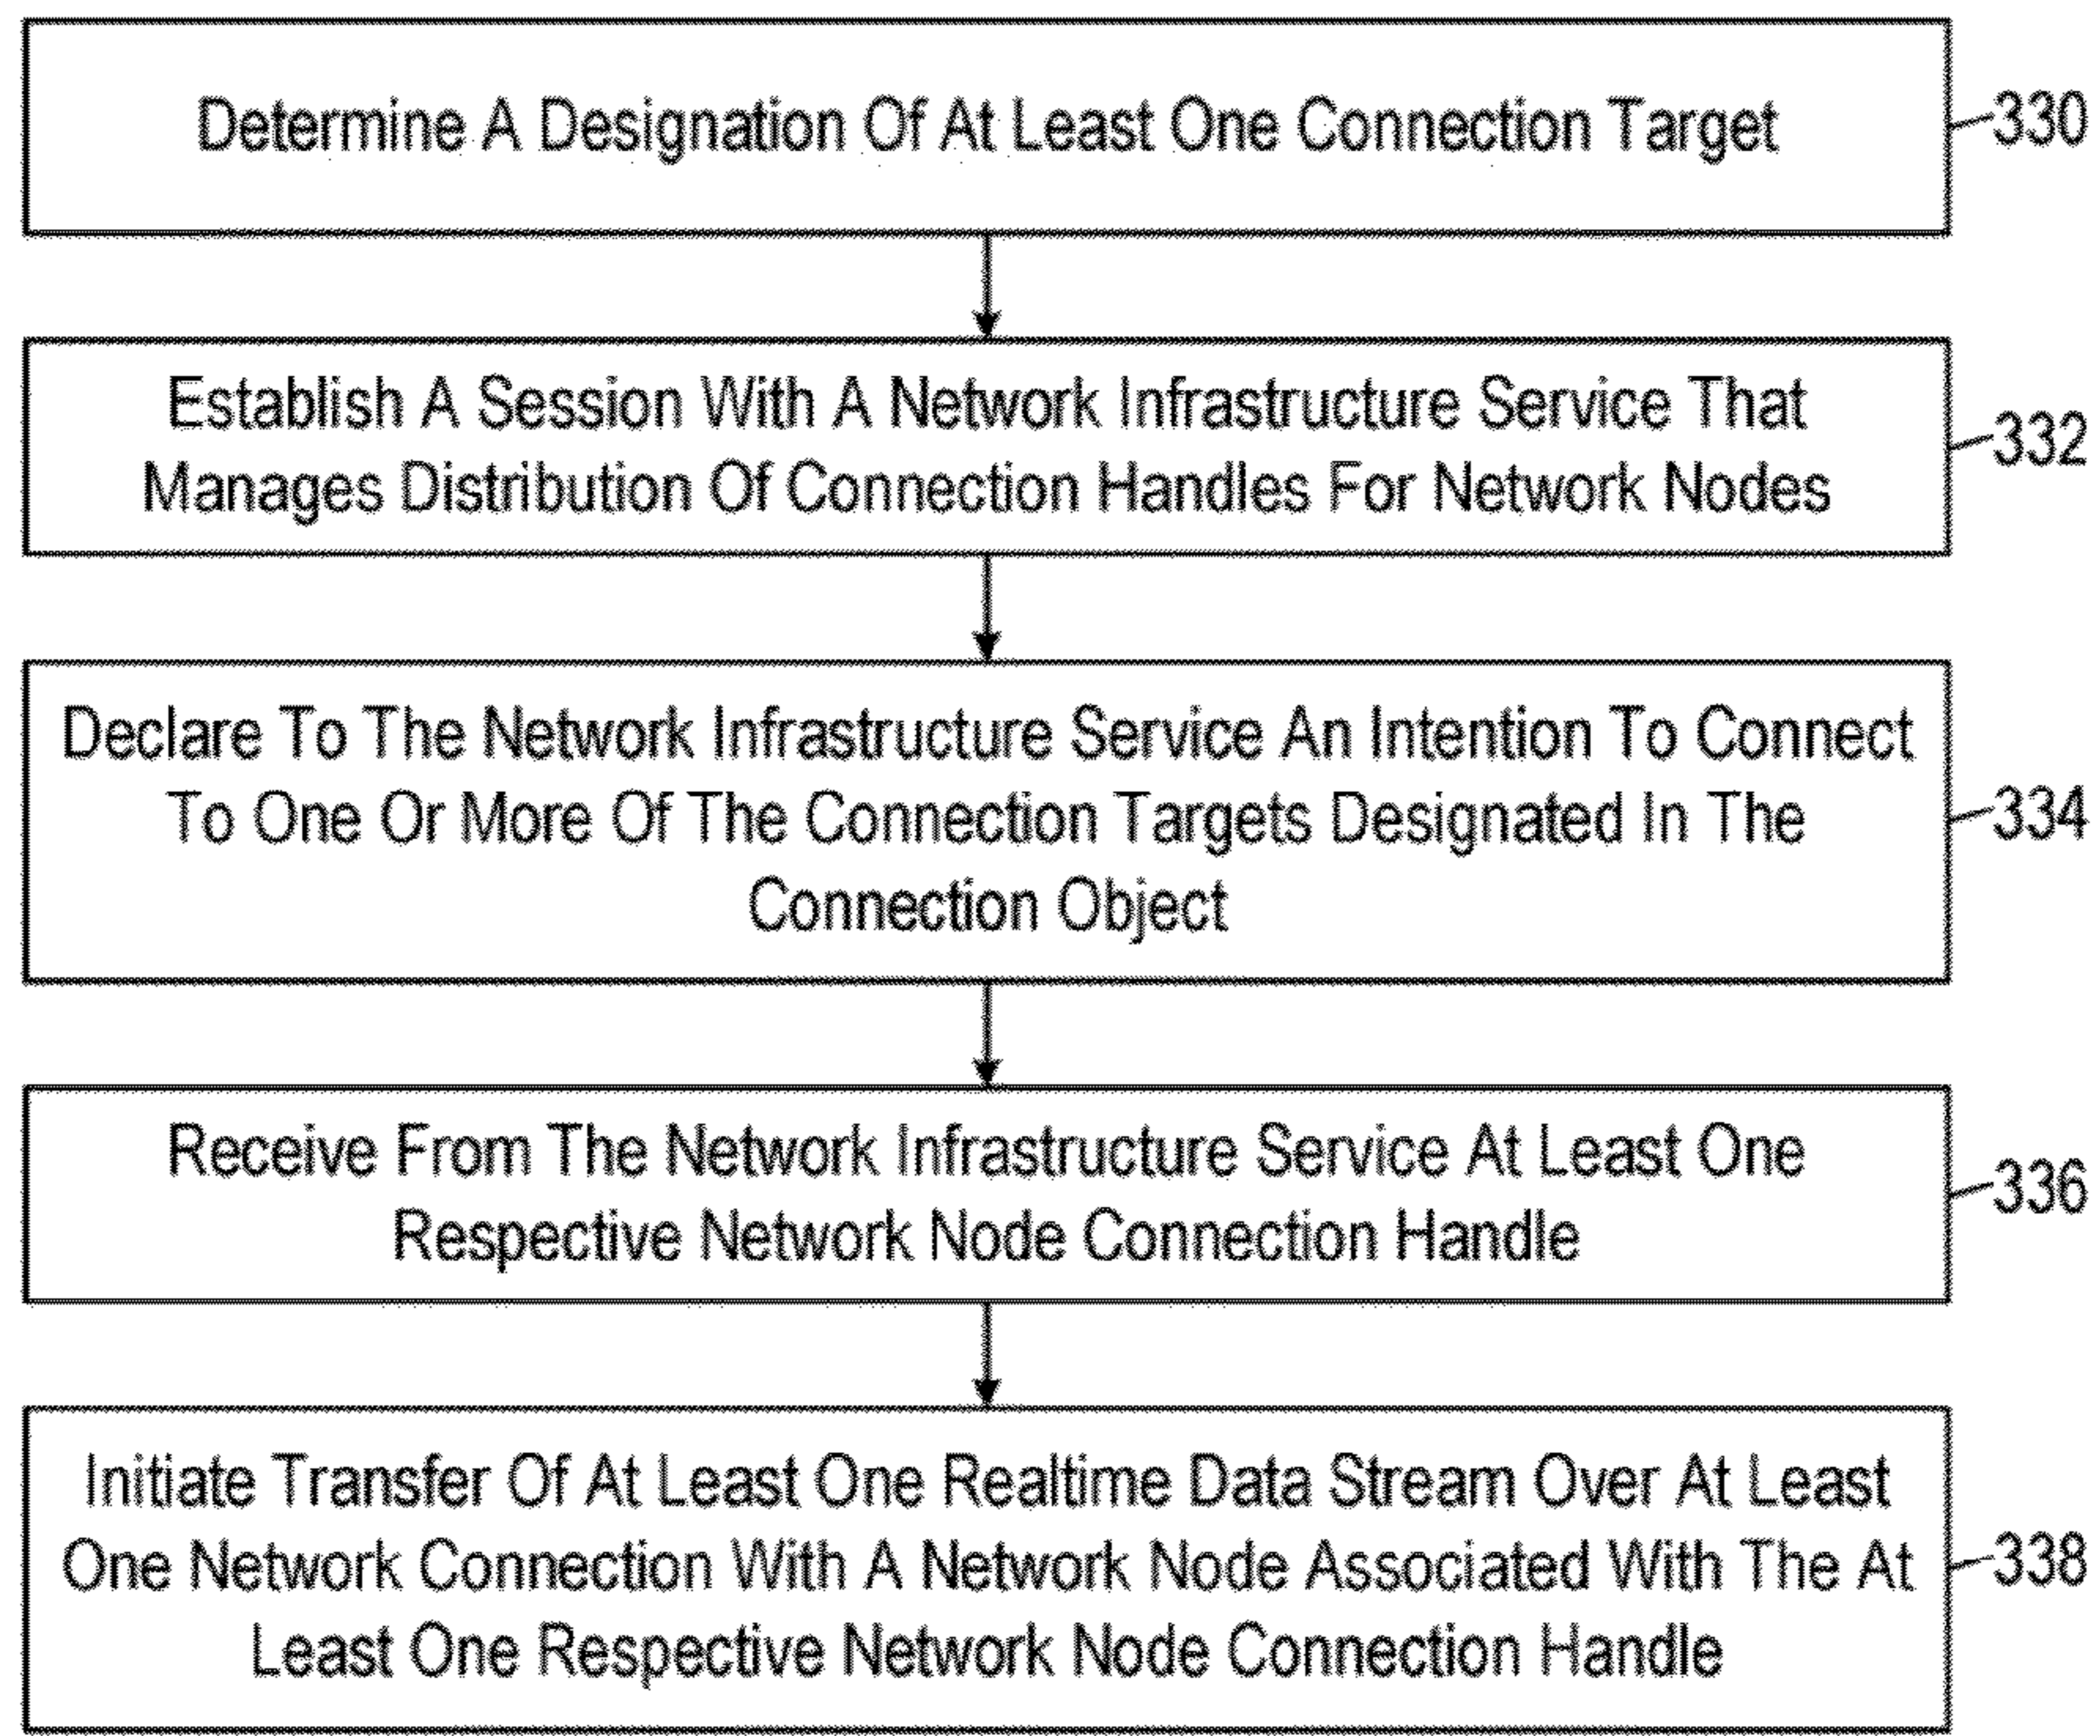 Determine A Designation Of At Least One Connection Target
330
Establish A Session With A Network Infrastructure Service That
Manages Distribution Of Connection Handles For Network Nodes
332
Declare To The Network Infrastructure Service An Intention To Connect
To One Or More Of The Connection Targets Designated In The
Connection Object
334
Receive From The Network Infrastructure Service At Least One
Respective Network Node Connection Handle
336
Initiate Transfer Of At Least One Realtime Data Stream Over At Least
One Network Connection With A Network Node Associated With The At
Least One Respective Network Node Connection Handle
338